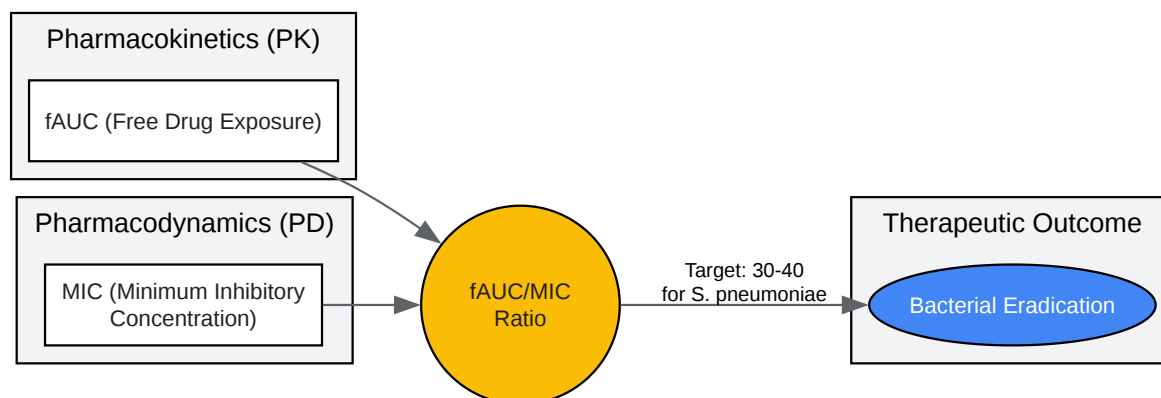 Pharmacokinetics (PK)
fAUC (Free Drug Exposure)
Pharmacodynamics (PD)
MIC (Minimum Inhibitory
Concentration)
fAUC/MIC
Ratio
Target: 30-40
for S. pneumoniae
Therapeutic Outcome
Bacterial Eradication